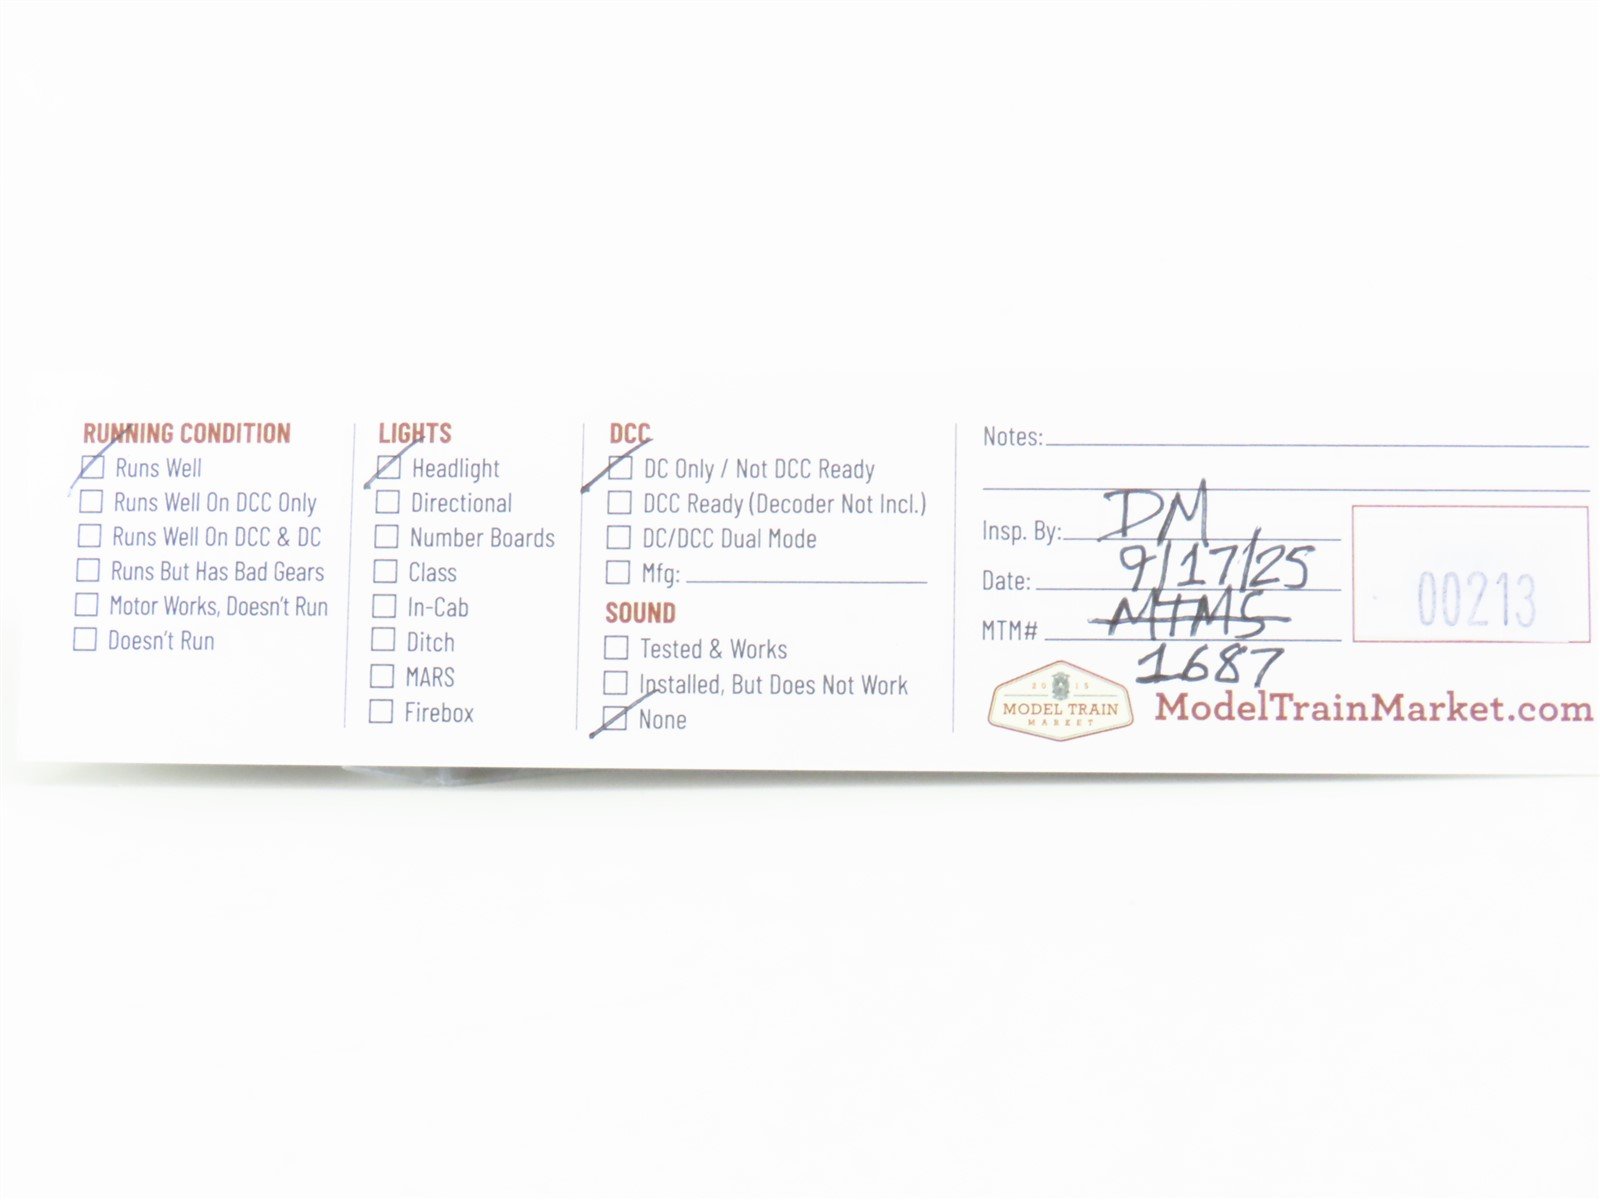 RUNNING CONDITION
Runs Well
Runs Well On DCC Only
Runs Well On DCC & DC
Runs But Has Bad Gears
Motor Works, Doesn't Run
Doesn't Run
LIGHTS
Headlight
Directional
Number Boards
Class
In-Cab
Ditch
MARS
Firebox
DCC
DC Only / Not DCC Ready
DCC Ready (Decoder Not Incl.)
DC/DCC Dual Mode
Mfg:
SOUND
Tested & Works
Installed, But Does Not Work
None
Notes:
Insp. By: DM
Date: 9/17/25
MTM# MTMS
1687
00213
2015
MODEL TRAIN
MARKET
ModelTrainMarket.com